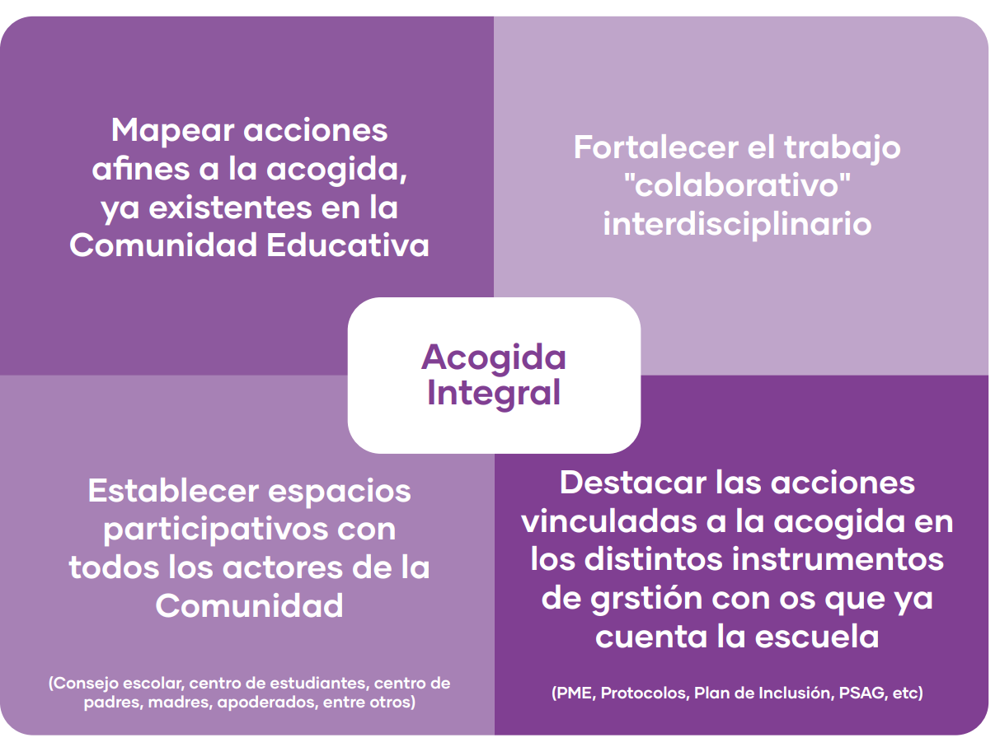 Mapear acciones
afines a la acogida,
ya existentes en la
Comunidad Educativa
Fortalecer el trabajo
"colaborativo"
interdisciplinario
Acogida
Integral
Establecer espacios
participativos con
todos los actores de la
Comunidad
(Consejo escolar, centro de estudiantes, centro de
padres, madres, apoderados, entre otros)
Destacar las acciones
vinculadas a la acogida en
los distintos instrumentos
de grstión con os que ya
cuenta la escuela
(PME, Protocolos, Plan de Inclusión, PSAG, etc)